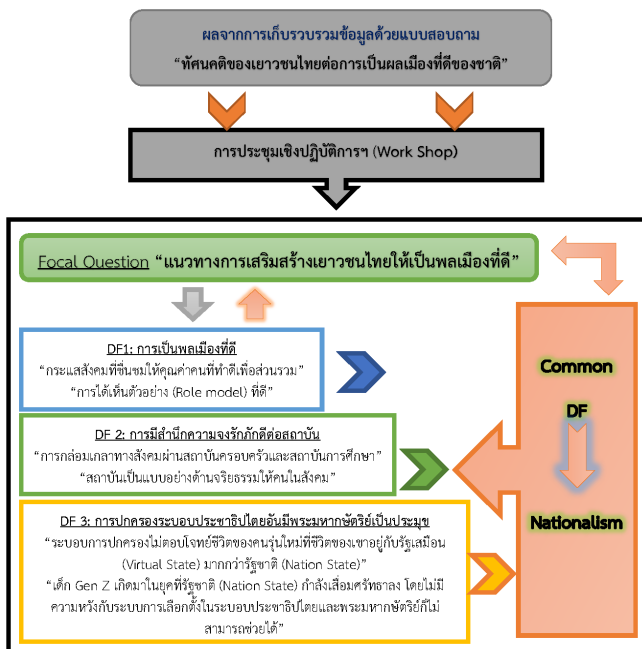 ผลจากการเก็บรวบรวมข้อมูลด้วยแบบสอบถาม
“ทัศนคติของเยาวชนไทยต่อการเป็นผลเมืองที่ดีของชาติ”
การประชุมเชิงปฏิบัติการฯ (Work Shop)
Focal Question “แนวทางการเสริมสร้างเยาวชนไทยให้เป็นพลเมืองที่ดี”
DF1: การเป็นพลเมืองที่ดี
“กระแสสังคมที่ชื่นชมให้คุณค่าคนที่ทำดีเพื่อส่วนรวม”
“การได้เห็นตัวอย่าง (Role model) ที่ดี”
DF 2: การมีสำนึกความจงรักภักดีต่อสถาบัน
“การกล่อมเกลาทางสังคมผ่านสถาบันครอบครัวและสถาบันการศึกษา”
“สถาบันเป็นแบบอย่างด้านจริยธรรมให้คนในสังคม”
DF 3: การปกครองระบอบประชาธิปไตยอันมีพระมหากษัตริย์เป็นประมุข
“ระบอบการปกครองไม่ตอบโจทย์ชีวิตของคนรุ่นใหม่ที่ชีวิตของเขาอยู่กับรัฐเสมือน
(Virtual State) มากกว่ารัฐชาติ (Nation State)”
“เด็ก Gen Z เกิดมาในยุคที่รัฐชาติ (Nation State) กำลังเสื่อมศรัทธาลง โดยไม่มี
ความหวังกับระบบการเลือกตั้งในระบอบประชาธิปไตยและพระมหากษัตริย์ก็ไม่
สามารถช่วยได้”
Common
DF
Nationalism